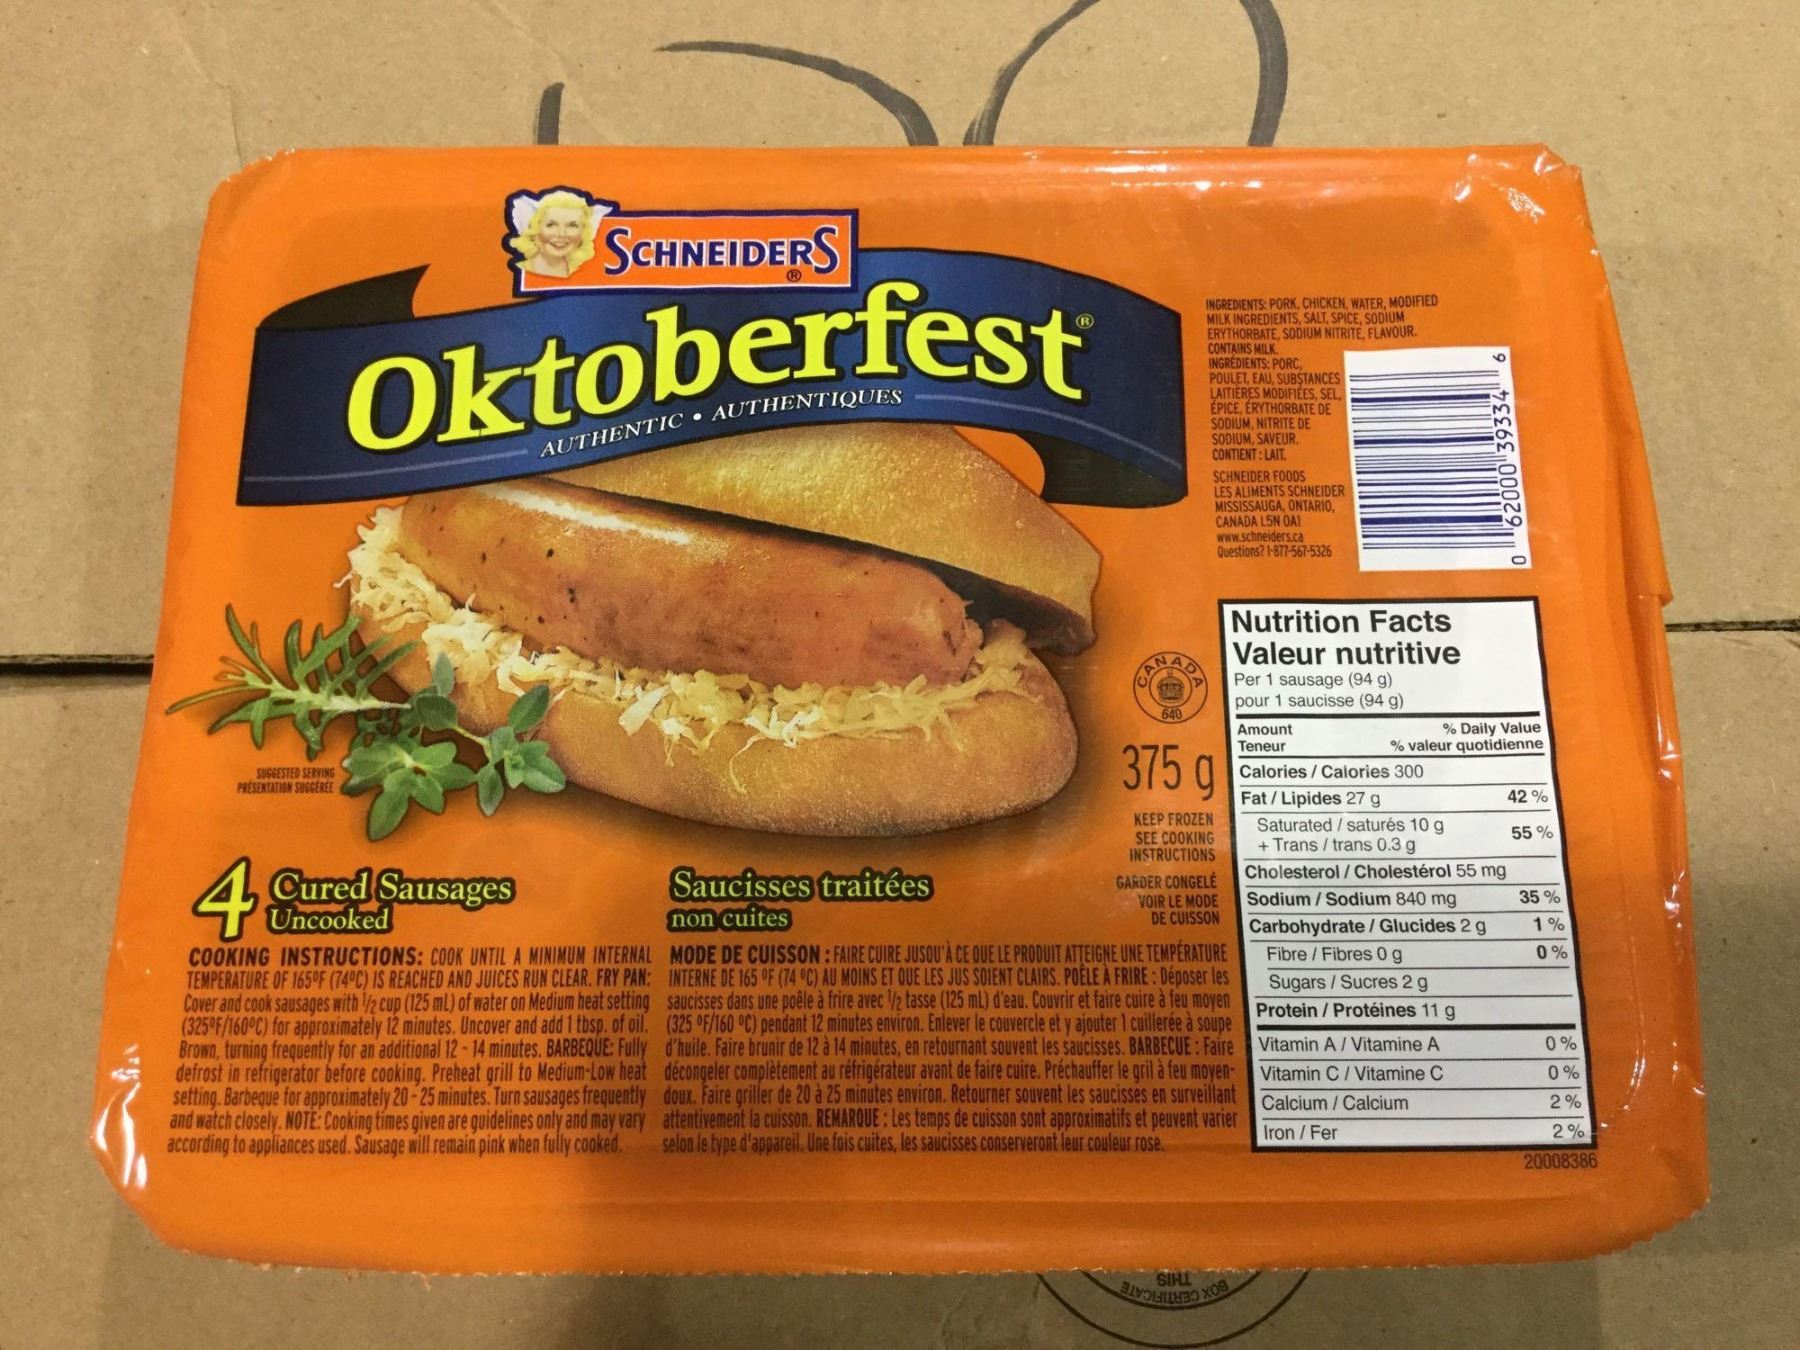 SCHNEIDERS®
Oktoberfest®
AUTHENTIC • AUTHENTIQUES
INGREDIENTS: PORK, CHICKEN, WATER, MODIFIED
MILK INGREDIENTS, SALT, SPICE, SODIUM
ERYTHORBATE, SODIUM NITRITE, FLAVOUR.
CONTAINS MILK.
INGRÉDIENTS: PORC,
POULET, EAU, SUBSTANCES
LAITIÈRES MODIFIÉES, SEL,
ÉPICE, ÉRYTHORBATE DE
SODIUM, NITRITE DE
SODIUM, SAVEUR.
CONTIENT : LAIT.
SCHNEIDER FOODS
LES ALIMENTS SCHNEIDER
MISSISSAUGA, ONTARIO,
CANADA L5N 0A1
www.schneiders.ca
Questions? 1-877-567-5326
0 62000 39334 6
SUGGESTED SERVING
PRÉSENTATION SUGGÉRÉE
CANADA
640
375 g
KEEP FROZEN
SEE COOKING
INSTRUCTIONS
GARDER CONGELÉ
VOIR LE MODE
DE CUISSON
Nutrition Facts
Valeur nutritive
Per 1 sausage (94 g)
pour 1 saucisse (94 g)
Amount % Daily Value
Teneur % valeur quotidienne
Calories / Calories 300
Fat / Lipides 27 g 42 %
Saturated / saturés 10 g
+ Trans / trans 0.3 g 55 %
Cholesterol / Cholestérol 55 mg
Sodium / Sodium 840 mg 35 %
Carbohydrate / Glucides 2 g 1 %
Fibre / Fibres 0 g 0 %
Sugars / Sucres 2 g
Protein / Protéines 11 g
Vitamin A / Vitamine A 0 %
Vitamin C / Vitamine C 0 %
Calcium / Calcium 2 %
Iron / Fer 2 %
20008386
4 Cured Sausages
Uncooked
COOKING INSTRUCTIONS: COOK UNTIL A MINIMUM INTERNAL
TEMPERATURE OF 165ºF (74ºC) IS REACHED AND JUICES RUN CLEAR. FRY PAN:
Cover and cook sausages with 1/2 cup (125 mL) of water on Medium heat setting
(325ºF/160ºC) for approximately 12 minutes. Uncover and add 1 tbsp. of oil.
Brown, turning frequently for an additional 12 - 14 minutes. BARBEQUE: Fully
defrost in refrigerator before cooking. Preheat grill to Medium-Low heat
setting. Barbeque for approximately 20 - 25 minutes. Turn sausages frequently
and watch closely. NOTE: Cooking times given are guidelines only and may vary
according to appliances used. Sausage will remain pink when fully cooked.
Saucisses traitées
non cuites
MODE DE CUISSON : FAIRE CUIRE JUSQU'À CE QUE LE PRODUIT ATTEIGNE UNE TEMPÉRATURE
INTERNE DE 165 ºF (74 ºC) AU MOINS ET QUE LES JUS SOIENT CLAIRS. POÊLE À FRIRE : Déposer les
saucisses dans une poêle à frire avec 1/2 tasse (125 mL) d'eau. Couvrir et faire cuire à feu moyen
(325 ºF/160 ºC) pendant 12 minutes environ. Enlever le couvercle et y ajouter 1 cuillerée à soupe
d'huile. Faire brunir de 12 à 14 minutes, en retournant souvent les saucisses. BARBECUE : Faire
décongeler complètement au réfrigérateur avant de faire cuire. Préchauffer le gril à feu moyen-
doux. Faire griller de 20 à 25 minutes environ. Retourner souvent les saucisses en surveillant
attentivement la cuisson. REMARQUE : Les temps de cuisson sont approximatifs et peuvent varier
selon le type d'appareil. Une fois cuites, les saucisses conserveront leur couleur rose.
THIS
BOX CERTIFICATE